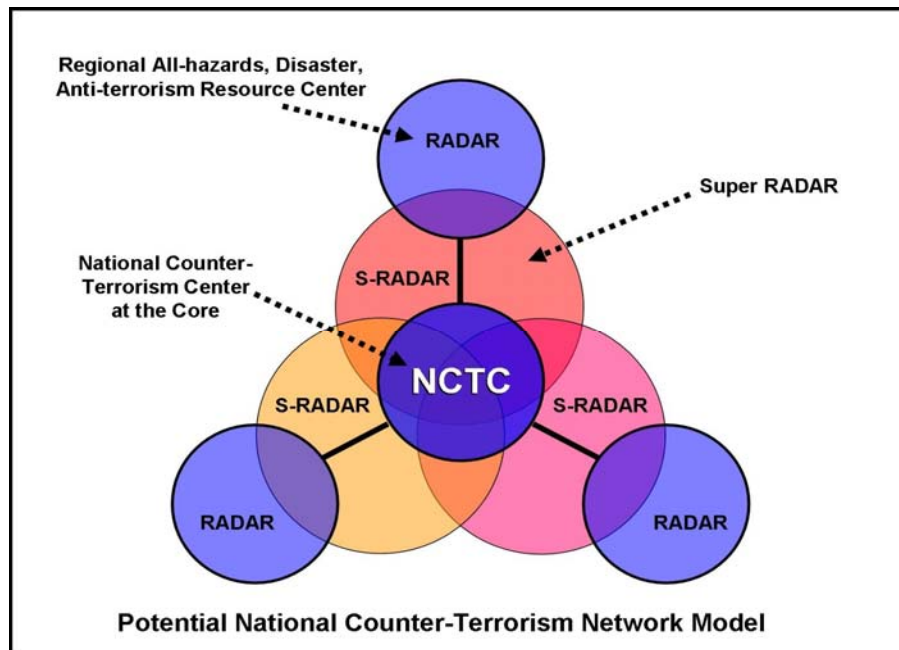 Regional All-hazards, Disaster,
Anti-terrorism Resource Center
RADAR
Super RADAR
National Counter-
Terrorism Center
at the Core
S-RADAR
NCTC
S-RADAR
S-RADAR
RADAR
RADAR
Potential National Counter-Terrorism Network Model